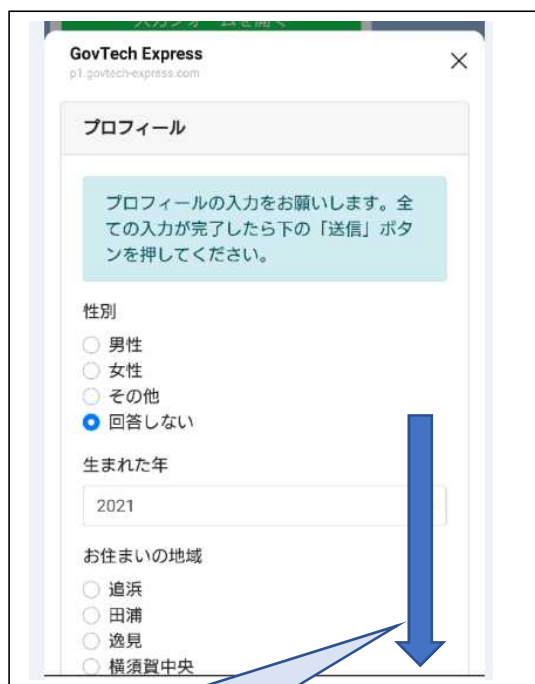 GovTech Express
p1.govtech-express.com
プロフィール
プロフィールの入力をお願いします。全
ての入力が完了したら下の「送信」ボタ
ンを押してください。
性別
男性
女性
その他
回答しない
生まれた年
2021
お住まいの地域
追浜
田浦
逸見
横須賀中央